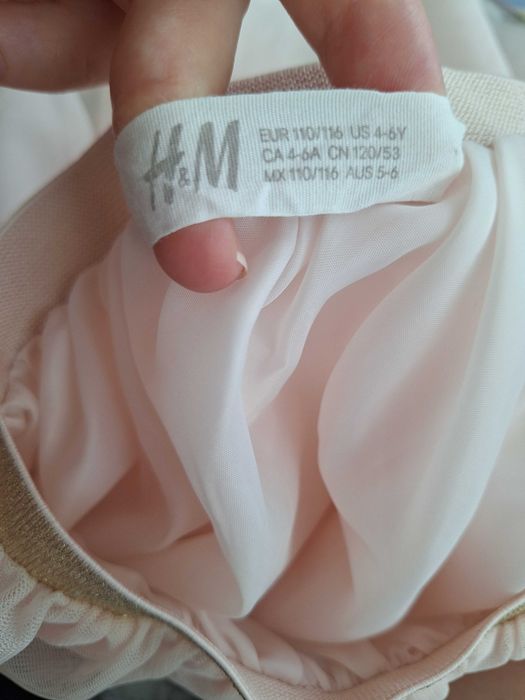 H&M
EUR 110/116 US 4-6Y
CA 4-6A CN 120/53
MX 110/116 AUS 5-6